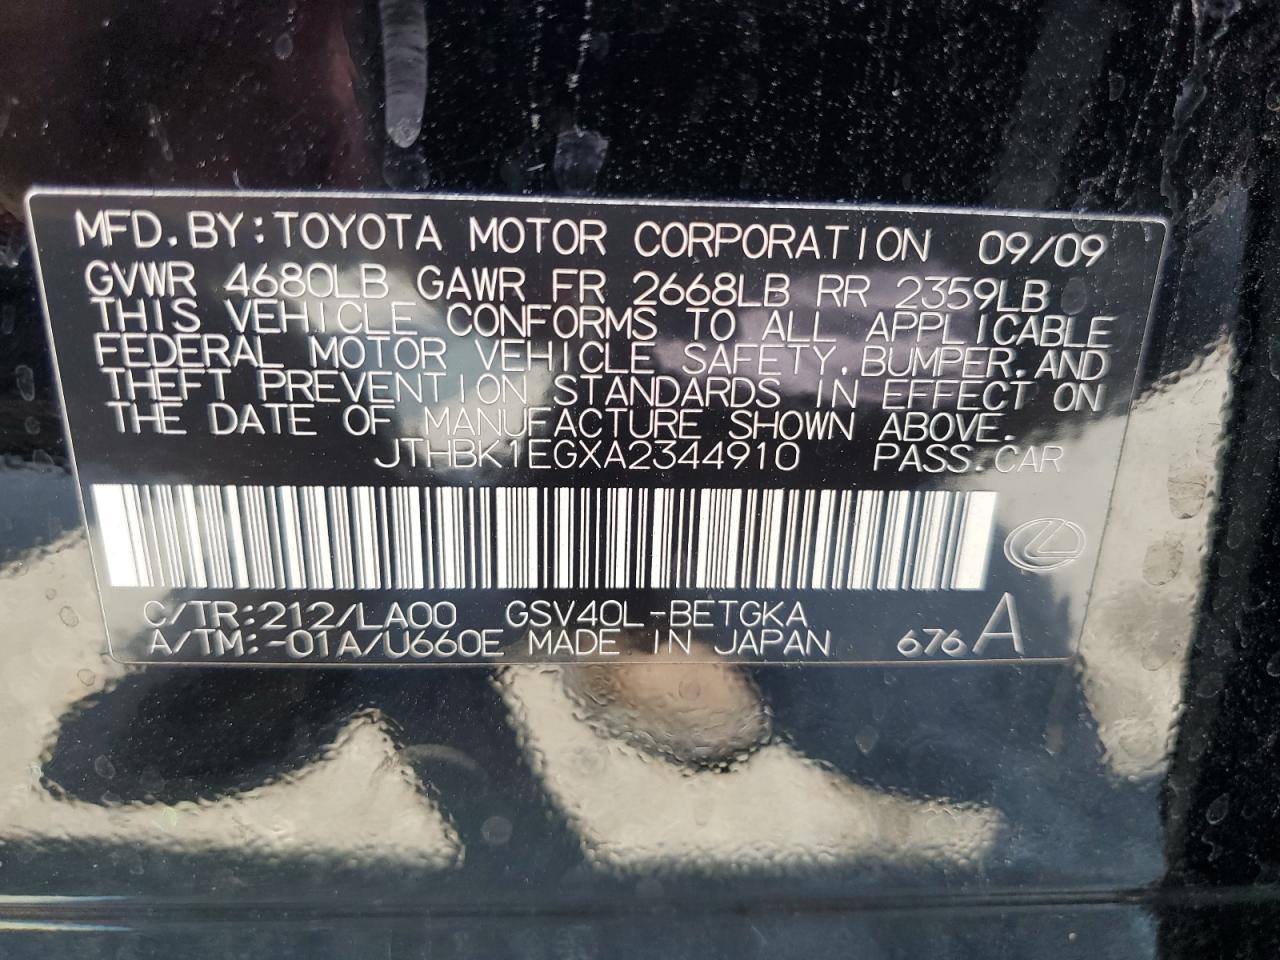 MFD.BY:TOYOTA MOTOR CORPORATION 09/09
GVWR 4680LB GAWR FR 2668LB RR 2359LB
THIS VEHICLE CONFORMS TO ALL APPLICABLE
FEDERAL MOTOR VEHICLE SAFETY,BUMPER,AND
THEFT PREVENTION STANDARDS IN EFFECT ON
THE DATE OF MANUFACTURE SHOWN ABOVE.
JTHBK1EGXA2344910 PASS.CAR
C/TR:212/LA00 GSV40L-BETGKA
A/TM:-01A/U660E MADE IN JAPAN 676A